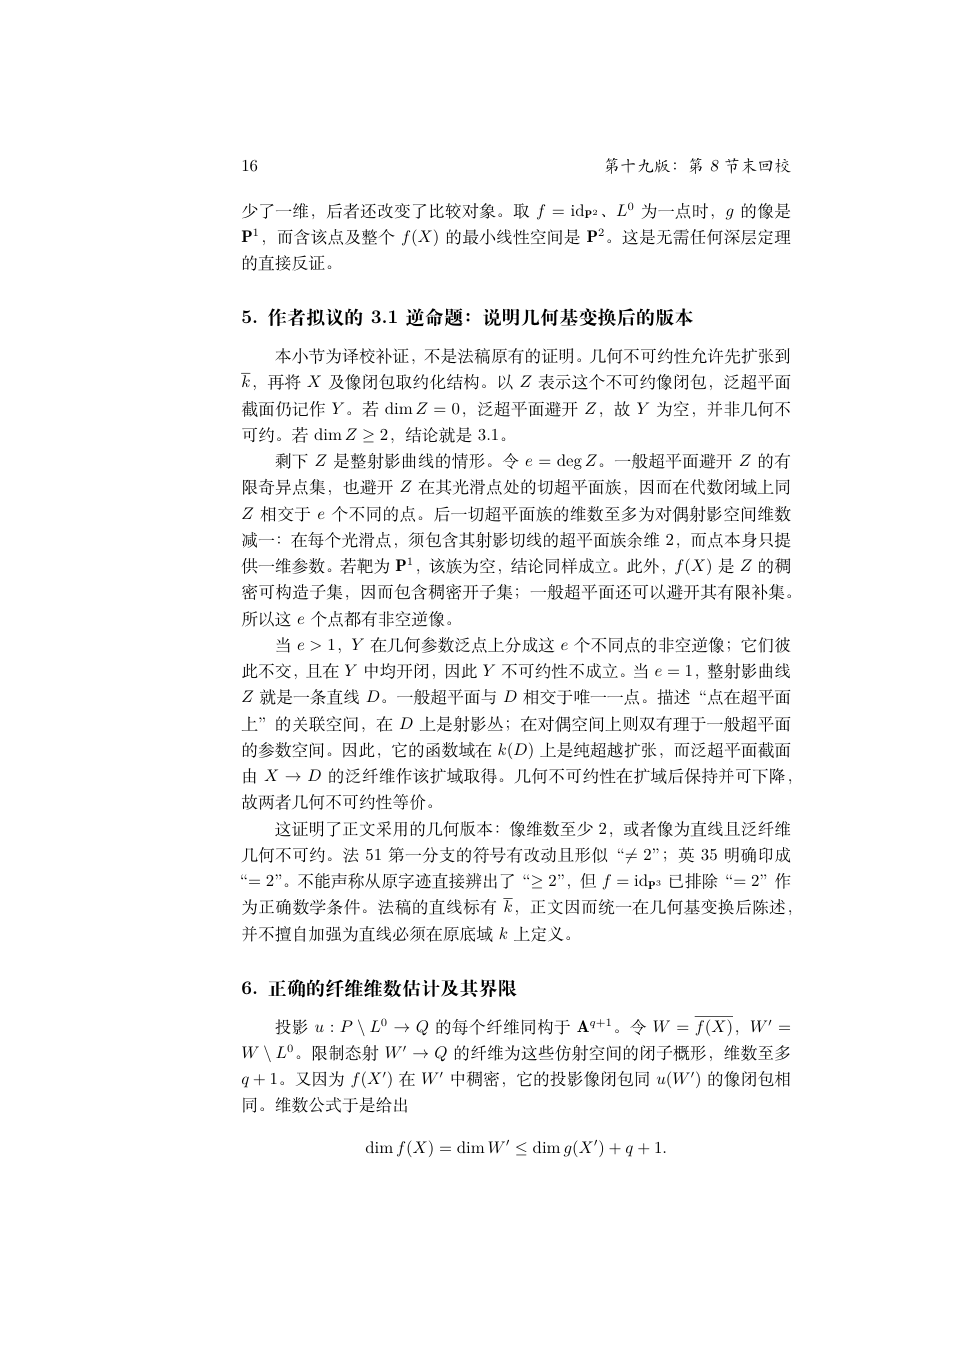 16 第十九版：第 8 节末回校
少了一维，后者还改变了比较对象。取 f = id_{P²}、L⁰ 为一点时，g 的像是
P¹，而含该点及整个 f(X) 的最小线性空间是 P²。这是无需任何深层定理
的直接反证。
5. 作者拟议的 3.1 逆命题：说明几何基变换后的版本
本小节为译校补证，不是法稿原有的证明。几何不可约性允许先扩张到
k̅，再将 X 及像闭包取约化结构。以 Z 表示这个不可约像闭包，泛超平面
截面仍记作 Y。若 dim Z = 0，泛超平面避开 Z，故 Y 为空，并非几何不
可约。若 dim Z ≥ 2，结论就是 3.1。
剩下 Z 是整射影曲线的情形。令 e = deg Z。一般超平面避开 Z 的有
限奇异点集，也避开 Z 在其光滑点处的切超平面族，因而在代数闭域上同
Z 相交于 e 个不同的点。后一切超平面族的维数至多为对偶射影空间维数
减一：在每个光滑点，须包含其射影切线的超平面族余维 2，而点本身只提
供一维参数。若靶为 P¹，该族为空，结论同样成立。此外，f(X) 是 Z 的稠
密可构造子集，因而包含稠密开子集；一般超平面还可以避开其有限补集。
所以这 e 个点都有非空逆像。
当 e > 1，Y 在几何参数泛点上分成这 e 个不同点的非空逆像；它们彼
此不交，且在 Y 中均开闭，因此 Y 不可约性不成立。当 e = 1，整射影曲线
Z 就是一条直线 D。一般超平面与 D 相交于唯一一点。描述 “点在超平面
上” 的关联空间，在 D 上是射影丛；在对偶空间上则双有理于一般超平面
的参数空间。因此，它的函数域在 k(D) 上是纯超越扩张，而泛超平面截面
由 X → D 的泛纤维作该扩域取得。几何不可约性在扩域后保持并可下降，
故两者几何不可约性等价。
这证明了正文采用的几何版本：像维数至少 2，或者像为直线且泛纤维
几何不可约。法 51 第一分支的符号有改动且形似 “≠ 2”；英 35 明确印成
“= 2”。不能声称从原字迹直接辨出了 “≥ 2”，但 f = id_{P³} 已排除 “= 2” 作
为正确数学条件。法稿的直线标有 k̅，正文因而统一在几何基变换后陈述，
并不擅自加强为直线必须在原底域 k 上定义。
6. 正确的纤维维数估计及其界限
投影 u : P \ L⁰ → Q 的每个纤维同构于 A^{q+1}。令 W = \overline{f(X)}，W′ =
W \ L⁰。限制态射 W′ → Q 的纤维为这些仿射空间的闭子概形，维数至多
q + 1。又因为 f(X′) 在 W′ 中稠密，它的投影像闭包同 u(W′) 的像闭包相
同。维数公式于是给出
dim f(X) = dim W′ ≤ dim g(X′) + q + 1.